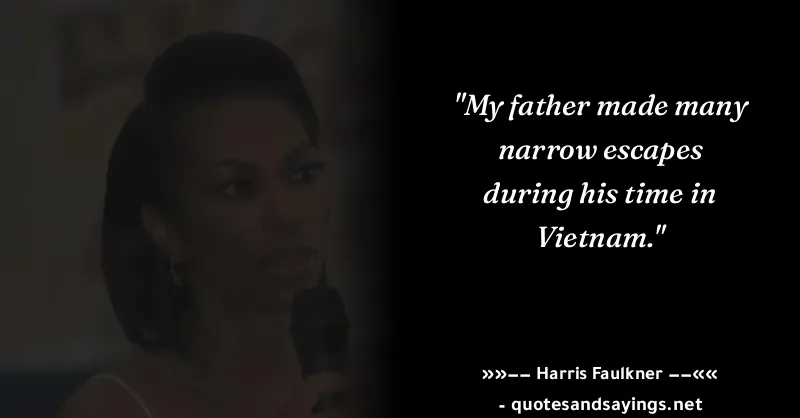 "My father made many
narrow escapes
during his time in
Vietnam."
»»−− Harris Faulkner −−««
- quotesandsayings.net